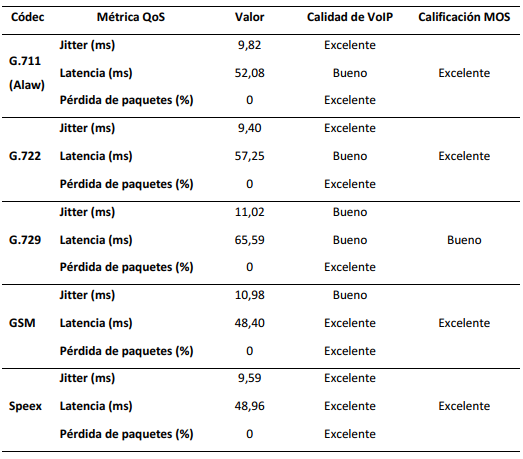 Códec Métrica QoS Valor Calidad de VoIP Calificación MOS
G.711 (Alaw)
Jitter (ms) 9,82 Excelente
Latencia (ms) 52,08 Bueno Excelente
Pérdida de paquetes (%) 0 Excelente
Jitter (ms) 9,40 Excelente
G.722 Latencia (ms) 57,25 Bueno Excelente
Pérdida de paquetes (%) 0 Excelente
Jitter (ms) 11,02 Bueno
G.729 Latencia (ms) 65,59 Bueno Bueno
Pérdida de paquetes (%) 0 Excelente
Jitter (ms) 10,98 Bueno
GSM Latencia (ms) 48,40 Excelente Excelente
Pérdida de paquetes (%) 0 Excelente
Jitter (ms) 9,59 Excelente
Speex Latencia (ms) 48,96 Excelente Excelente
Pérdida de paquetes (%) 0 Excelente